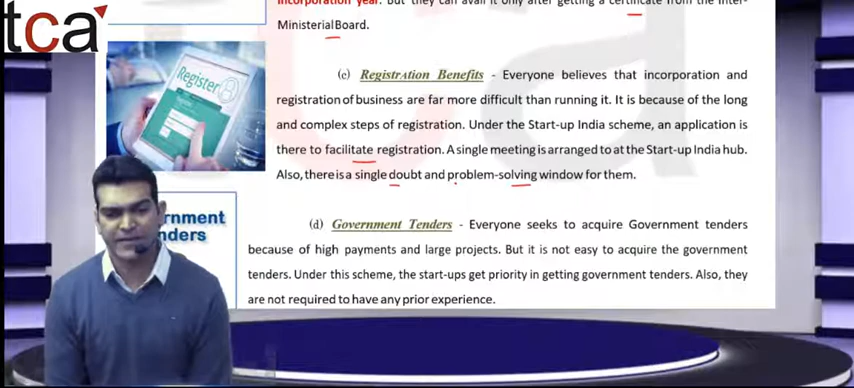 tca
incorporation year. But they can avail it only after getting a certificate from the Inter-
Ministerial Board.
Register
(c) Registration Benefits - Everyone believes that incorporation and
registration of business are far more difficult than running it. It is because of the long
and complex steps of registration. Under the Start-up India scheme, an application is
there to facilitate registration. A single meeting is arranged to at the Start-up India hub.
Also, there is a single doubt and problem-solving window for them.
rnment
nders
(d) Government Tenders - Everyone seeks to acquire Government tenders
because of high payments and large projects. But it is not easy to acquire the government
tenders. Under this scheme, the start-ups get priority in getting government tenders. Also, they
are not required to have any prior experience.